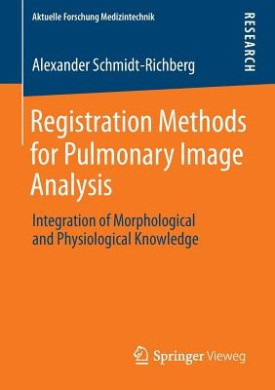 Aktuelle Forschung Medizintechnik
RESEARCH
Alexander Schmidt-Richberg
Registration Methods
for Pulmonary Image
Analysis
Integration of Morphological
and Physiological Knowledge
Springer Vieweg